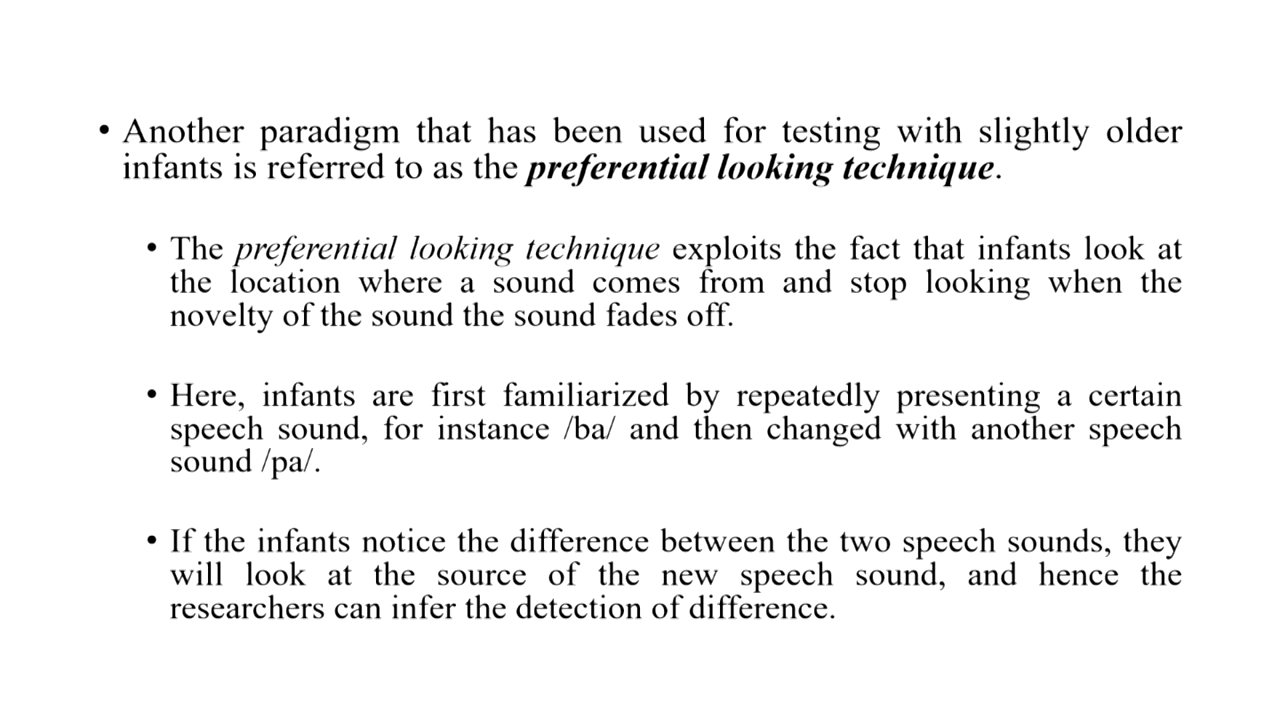 • Another paradigm that has been used for testing with slightly older
infants is referred to as the preferential looking technique.
• The preferential looking technique exploits the fact that infants look at
the location where a sound comes from and stop looking when the
novelty of the sound the sound fades off.
• Here, infants are first familiarized by repeatedly presenting a certain
speech sound, for instance /ba/ and then changed with another speech
sound /pa/.
• If the infants notice the difference between the two speech sounds, they
will look at the source of the new speech sound, and hence the
researchers can infer the detection of difference.